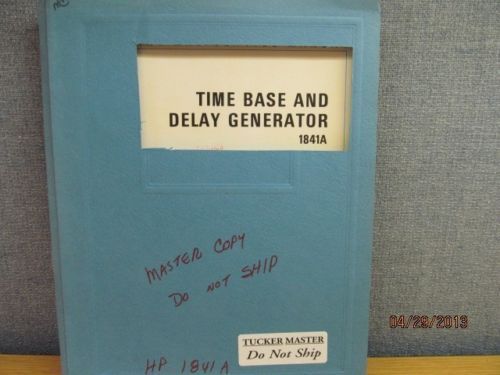 TIME BASE AND
DELAY GENERATOR
1841A
MASTER COPY
DO NOT SHIP
TUCKER MASTER
Do Not Ship
HP 1841A
04/29/2013